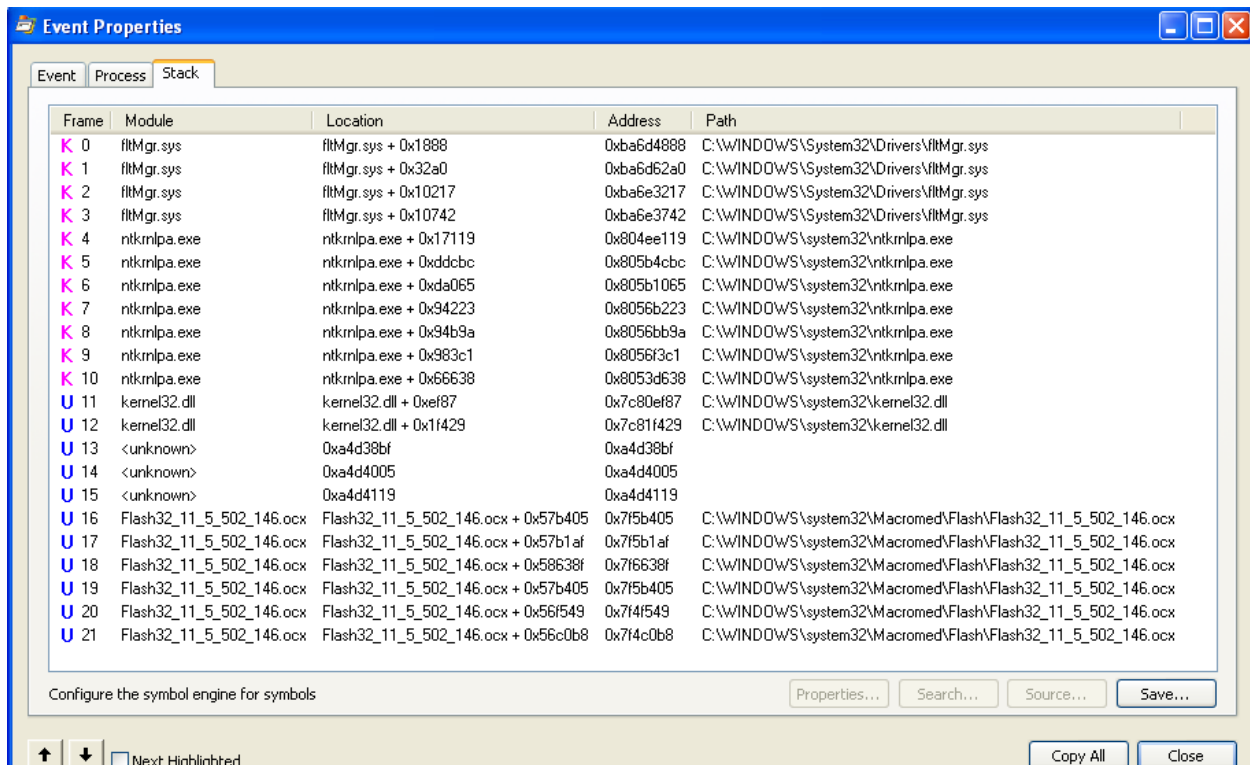 Event Properties
Event Process Stack
Frame Module Location Address Path
K 0 fltMgr.sys fltMgr.sys + 0x1888 0xba6d4888 C:\WINDOWS\System32\Drivers\fltMgr.sys
K 1 fltMgr.sys fltMgr.sys + 0x32a0 0xba6d62a0 C:\WINDOWS\System32\Drivers\fltMgr.sys
K 2 fltMgr.sys fltMgr.sys + 0x10217 0xba6e3217 C:\WINDOWS\System32\Drivers\fltMgr.sys
K 3 fltMgr.sys fltMgr.sys + 0x10742 0xba6e3742 C:\WINDOWS\System32\Drivers\fltMgr.sys
K 4 ntkrnlpa.exe ntkrnlpa.exe + 0x17119 0x804ee119 C:\WINDOWS\system32\ntkrnlpa.exe
K 5 ntkrnlpa.exe ntkrnlpa.exe + 0xddcbc 0x805b4cbc C:\WINDOWS\system32\ntkrnlpa.exe
K 6 ntkrnlpa.exe ntkrnlpa.exe + 0xda065 0x805b1065 C:\WINDOWS\system32\ntkrnlpa.exe
K 7 ntkrnlpa.exe ntkrnlpa.exe + 0x94223 0x8056b223 C:\WINDOWS\system32\ntkrnlpa.exe
K 8 ntkrnlpa.exe ntkrnlpa.exe + 0x94b9a 0x8056bb9a C:\WINDOWS\system32\ntkrnlpa.exe
K 9 ntkrnlpa.exe ntkrnlpa.exe + 0x983c1 0x8056f3c1 C:\WINDOWS\system32\ntkrnlpa.exe
K 10 ntkrnlpa.exe ntkrnlpa.exe + 0x66638 0x8053d638 C:\WINDOWS\system32\ntkrnlpa.exe
U 11 kernel32.dll kernel32.dll + 0xef87 0x7c80ef87 C:\WINDOWS\system32\kernel32.dll
U 12 kernel32.dll kernel32.dll + 0x1f429 0x7c81f429 C:\WINDOWS\system32\kernel32.dll
U 13 <unknown> 0xa4d38bf 0xa4d38bf
U 14 <unknown> 0xa4d4005 0xa4d4005
U 15 <unknown> 0xa4d4119 0xa4d4119
U 16 Flash32_11_5_502_146.ocx Flash32_11_5_502_146.ocx + 0x57b405 0x7f5b405 C:\WINDOWS\system32\Macromed\Flash\Flash32_11_5_502_146.ocx
U 17 Flash32_11_5_502_146.ocx Flash32_11_5_502_146.ocx + 0x57b1af 0x7f5b1af C:\WINDOWS\system32\Macromed\Flash\Flash32_11_5_502_146.ocx
U 18 Flash32_11_5_502_146.ocx Flash32_11_5_502_146.ocx + 0x58638f 0x7f6638f C:\WINDOWS\system32\Macromed\Flash\Flash32_11_5_502_146.ocx
U 19 Flash32_11_5_502_146.ocx Flash32_11_5_502_146.ocx + 0x57b405 0x7f5b405 C:\WINDOWS\system32\Macromed\Flash\Flash32_11_5_502_146.ocx
U 20 Flash32_11_5_502_146.ocx Flash32_11_5_502_146.ocx + 0x56f549 0x7f4f549 C:\WINDOWS\system32\Macromed\Flash\Flash32_11_5_502_146.ocx
U 21 Flash32_11_5_502_146.ocx Flash32_11_5_502_146.ocx + 0x56c0b8 0x7f4c0b8 C:\WINDOWS\system32\Macromed\Flash\Flash32_11_5_502_146.ocx
Configure the symbol engine for symbols Properties... Search... Source... Save...
Next Highlighted Copy All Close